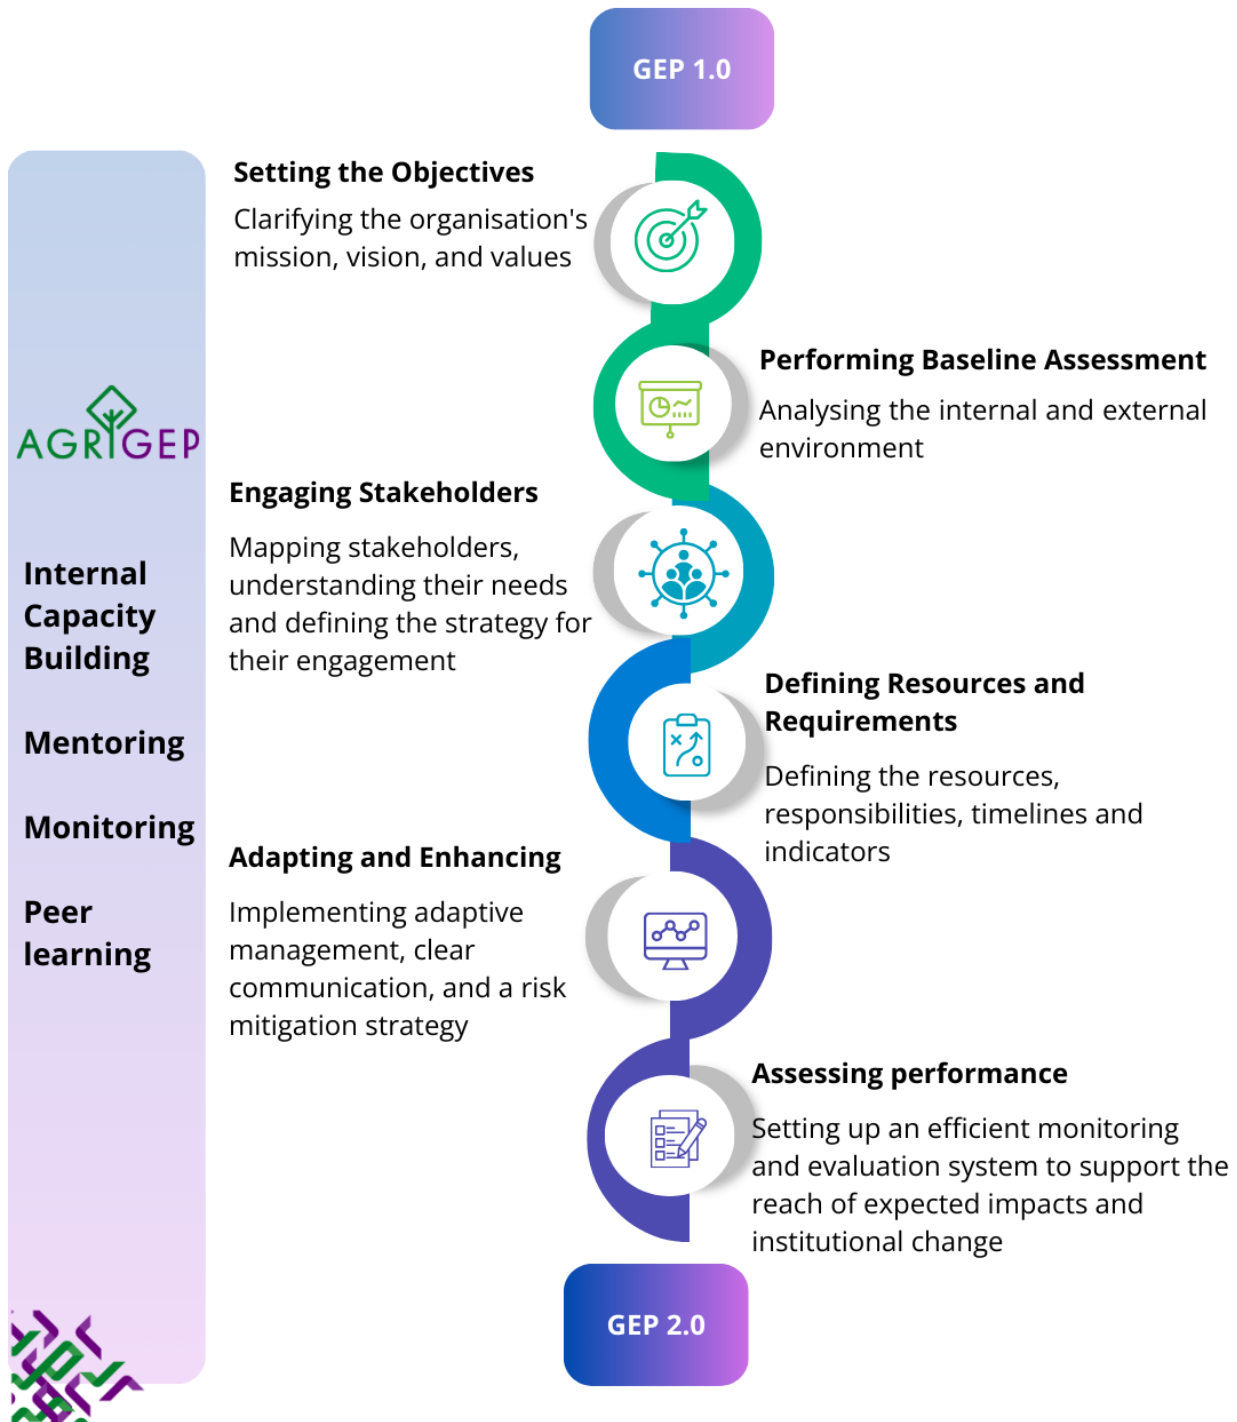 GEP 1.0
Setting the Objectives
Clarifying the organisation's
mission, vision, and values
Performing Baseline Assessment
Analysing the internal and external
environment
AGRIGEP
Internal
Capacity
Building
Mentoring
Monitoring
Peer
learning
Engaging Stakeholders
Mapping stakeholders,
understanding their needs
and defining the strategy for
their engagement
Defining Resources and
Requirements
Defining the resources,
responsibilities, timelines and
indicators
Adapting and Enhancing
Implementing adaptive
management, clear
communication, and a risk
mitigation strategy
Assessing performance
Setting up an efficient monitoring
and evaluation system to support the
reach of expected impacts and
institutional change
GEP 2.0